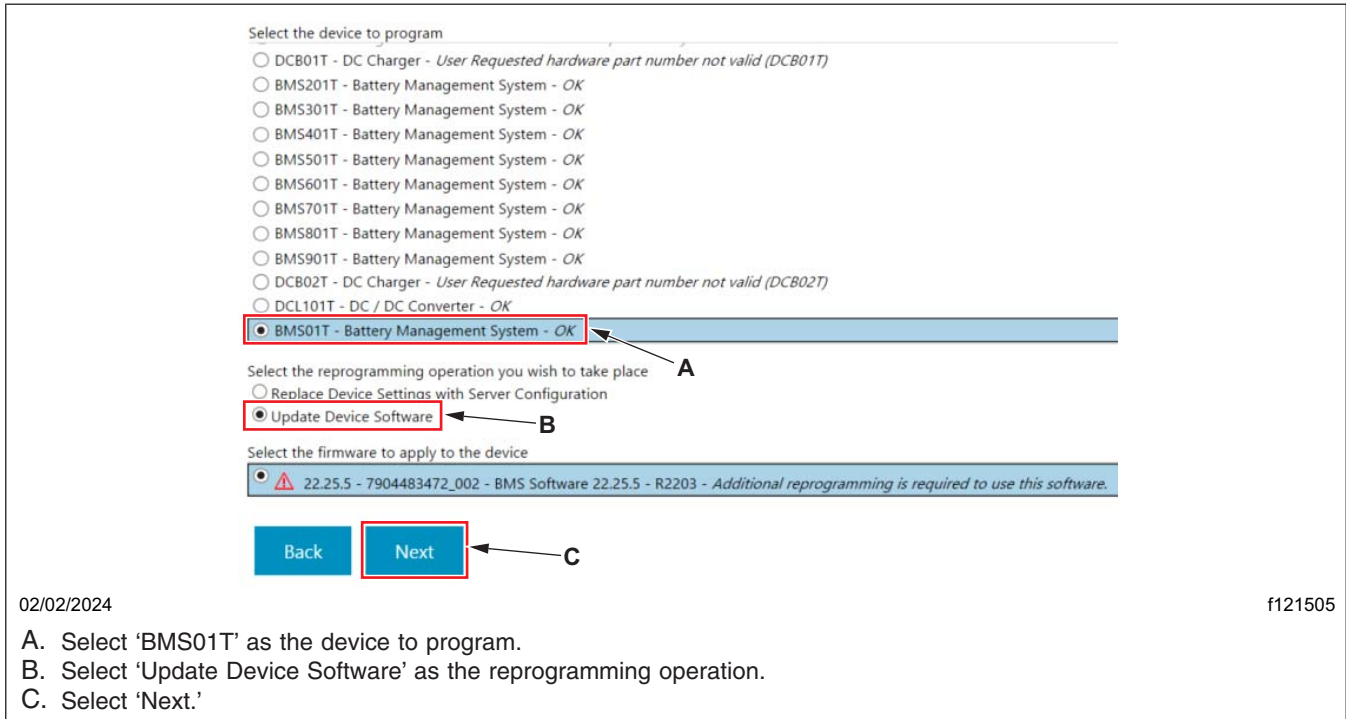 Select the device to program
DCB01T - DC Charger - User Requested hardware part number not valid (DCB01T)
BMS201T - Battery Management System - OK
BMS301T - Battery Management System - OK
BMS401T - Battery Management System - OK
BMS501T - Battery Management System - OK
BMS601T - Battery Management System - OK
BMS701T - Battery Management System - OK
BMS801T - Battery Management System - OK
BMS901T - Battery Management System - OK
DCB02T - DC Charger - User Requested hardware part number not valid (DCB02T)
DCL101T - DC / DC Converter - OK
BMS01T - Battery Management System - OK
A
Select the reprogramming operation you wish to take place
Replace Device Settings with Server Configuration
Update Device Software
B
Select the firmware to apply to the device
22.25.5 - 7904483472_002 - BMS Software 22.25.5 - R2203 - Additional reprogramming is required to use this software.
Back Next
C
02/02/2024 f121505
A. Select ‘BMS01T’ as the device to program.
B. Select ‘Update Device Software’ as the reprogramming operation.
C. Select ‘Next.’